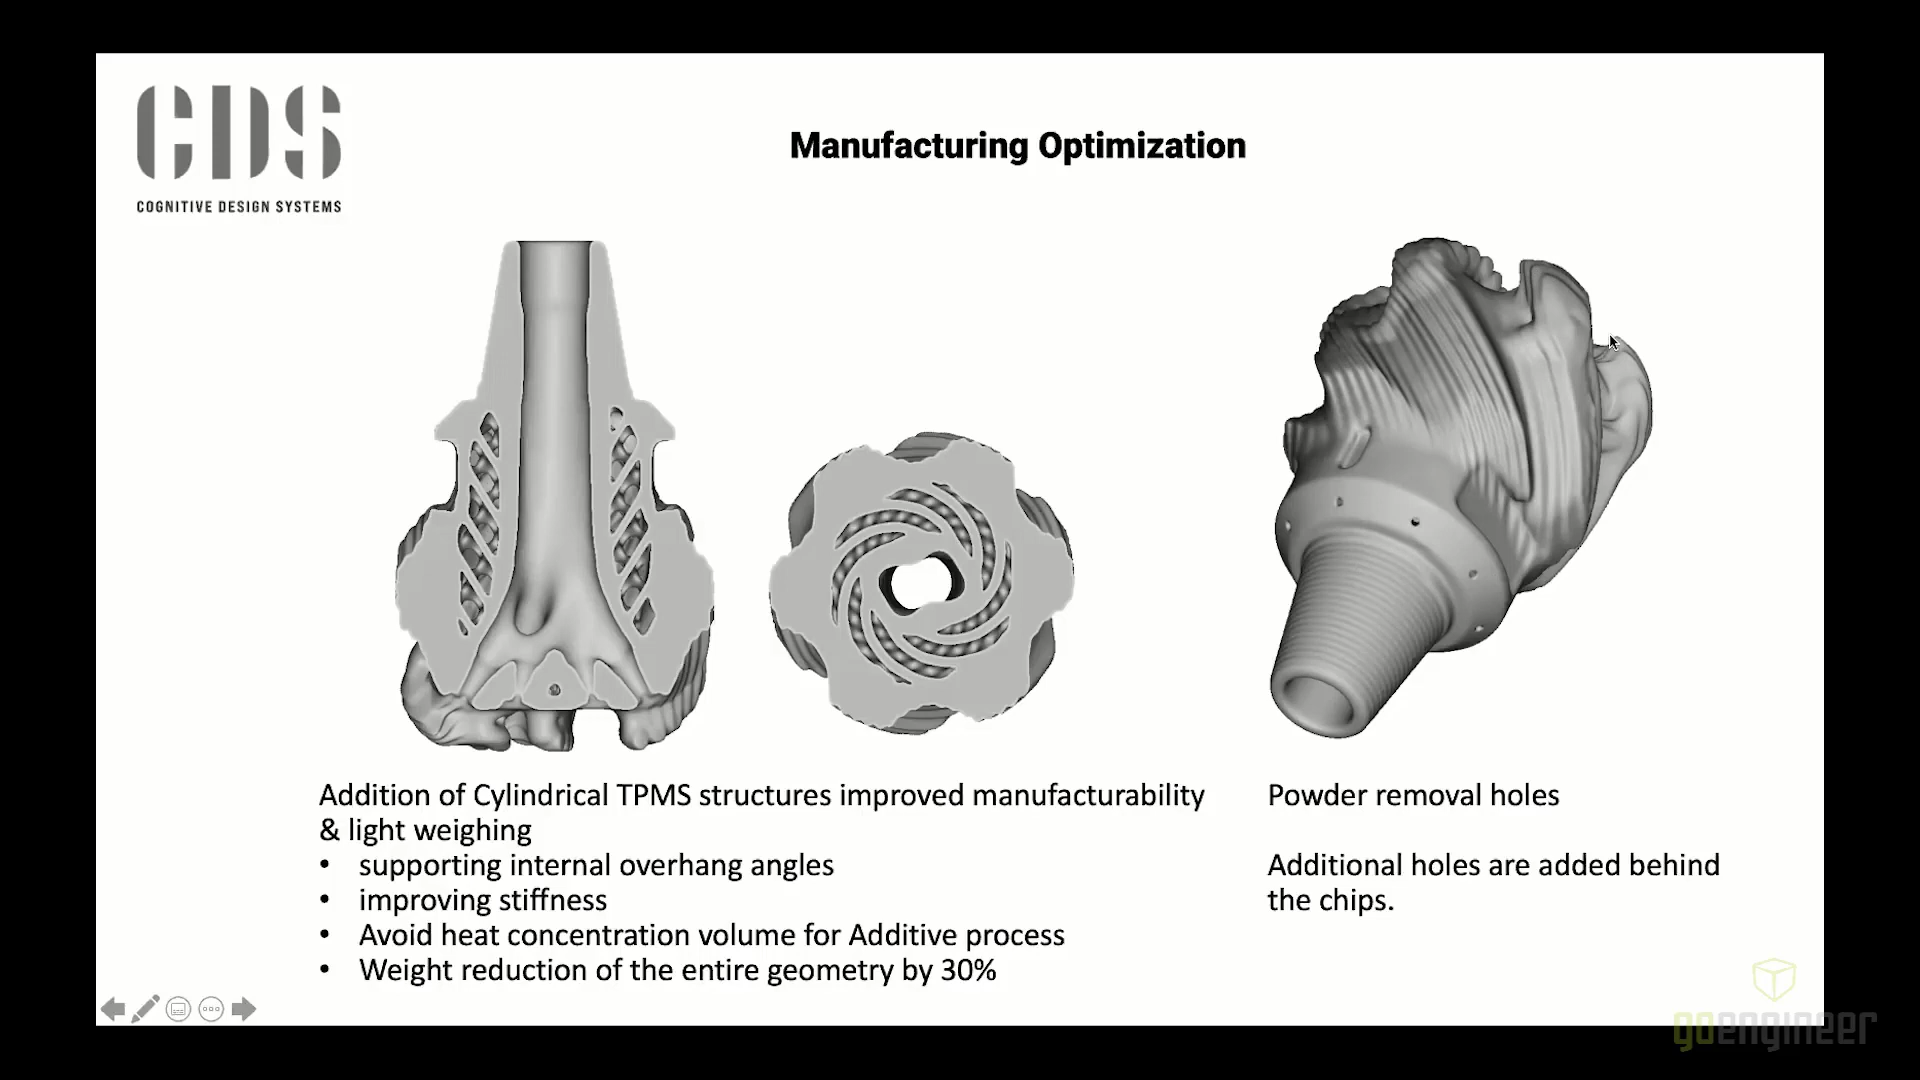 CDS
COGNITIVE DESIGN SYSTEMS
Manufacturing Optimization
Addition of Cylindrical TPMS structures improved manufacturability
& light weighing
• supporting internal overhang angles
• improving stiffness
• Avoid heat concentration volume for Additive process
• Weight reduction of the entire geometry by 30%
Powder removal holes
Additional holes are added behind
the chips.
goengineer